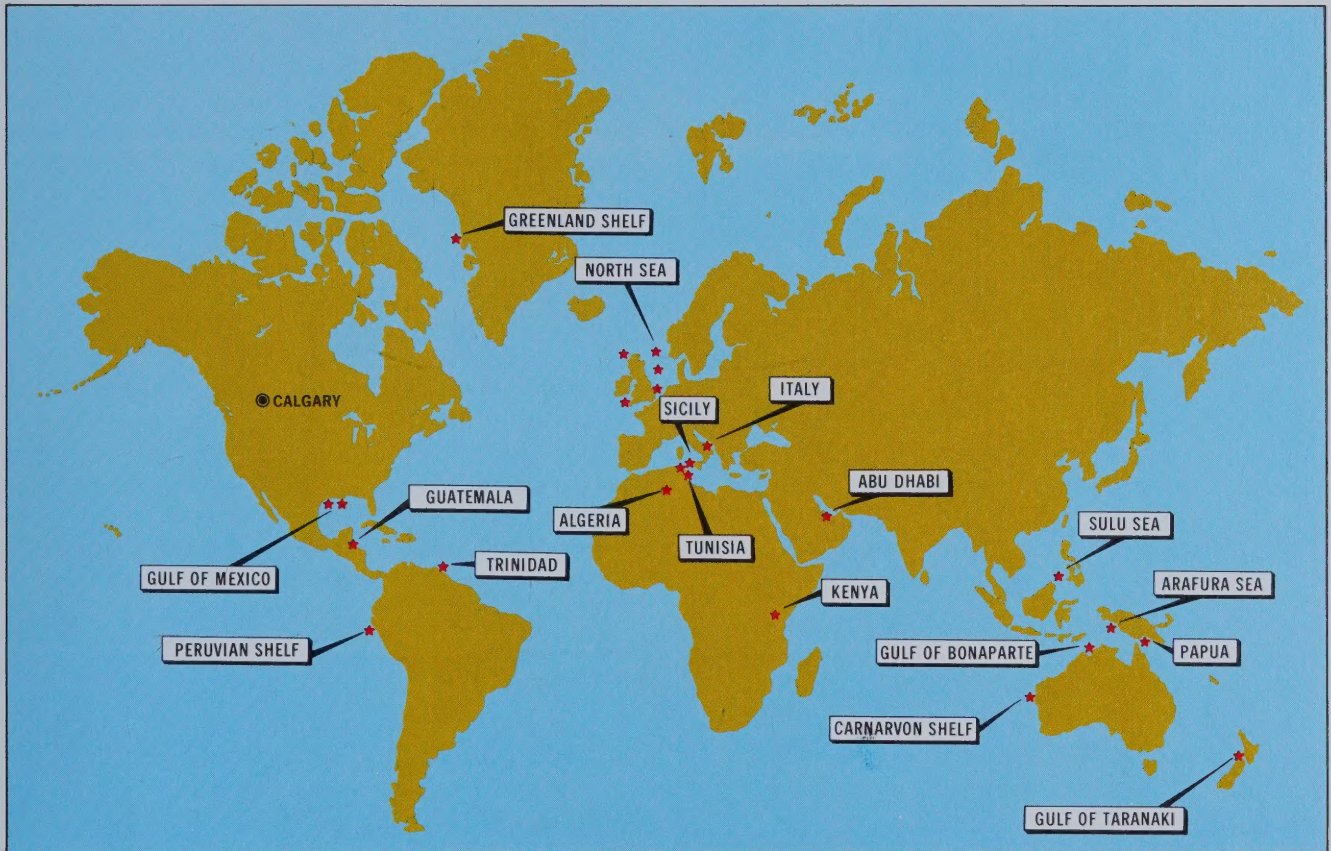 GREENLAND SHELF
NORTH SEA
ITALY
CALGARY
SICILY
ABU DHABI
GUATEMALA
ALGERIA
SULU SEA
TUNISIA
TRINIDAD
GULF OF MEXICO
ARAFURA SEA
KENYA
PERUVIAN SHELF
GULF OF BONAPARTE
PAPUA
CARNARVON SHELF
GULF OF TARANAKI